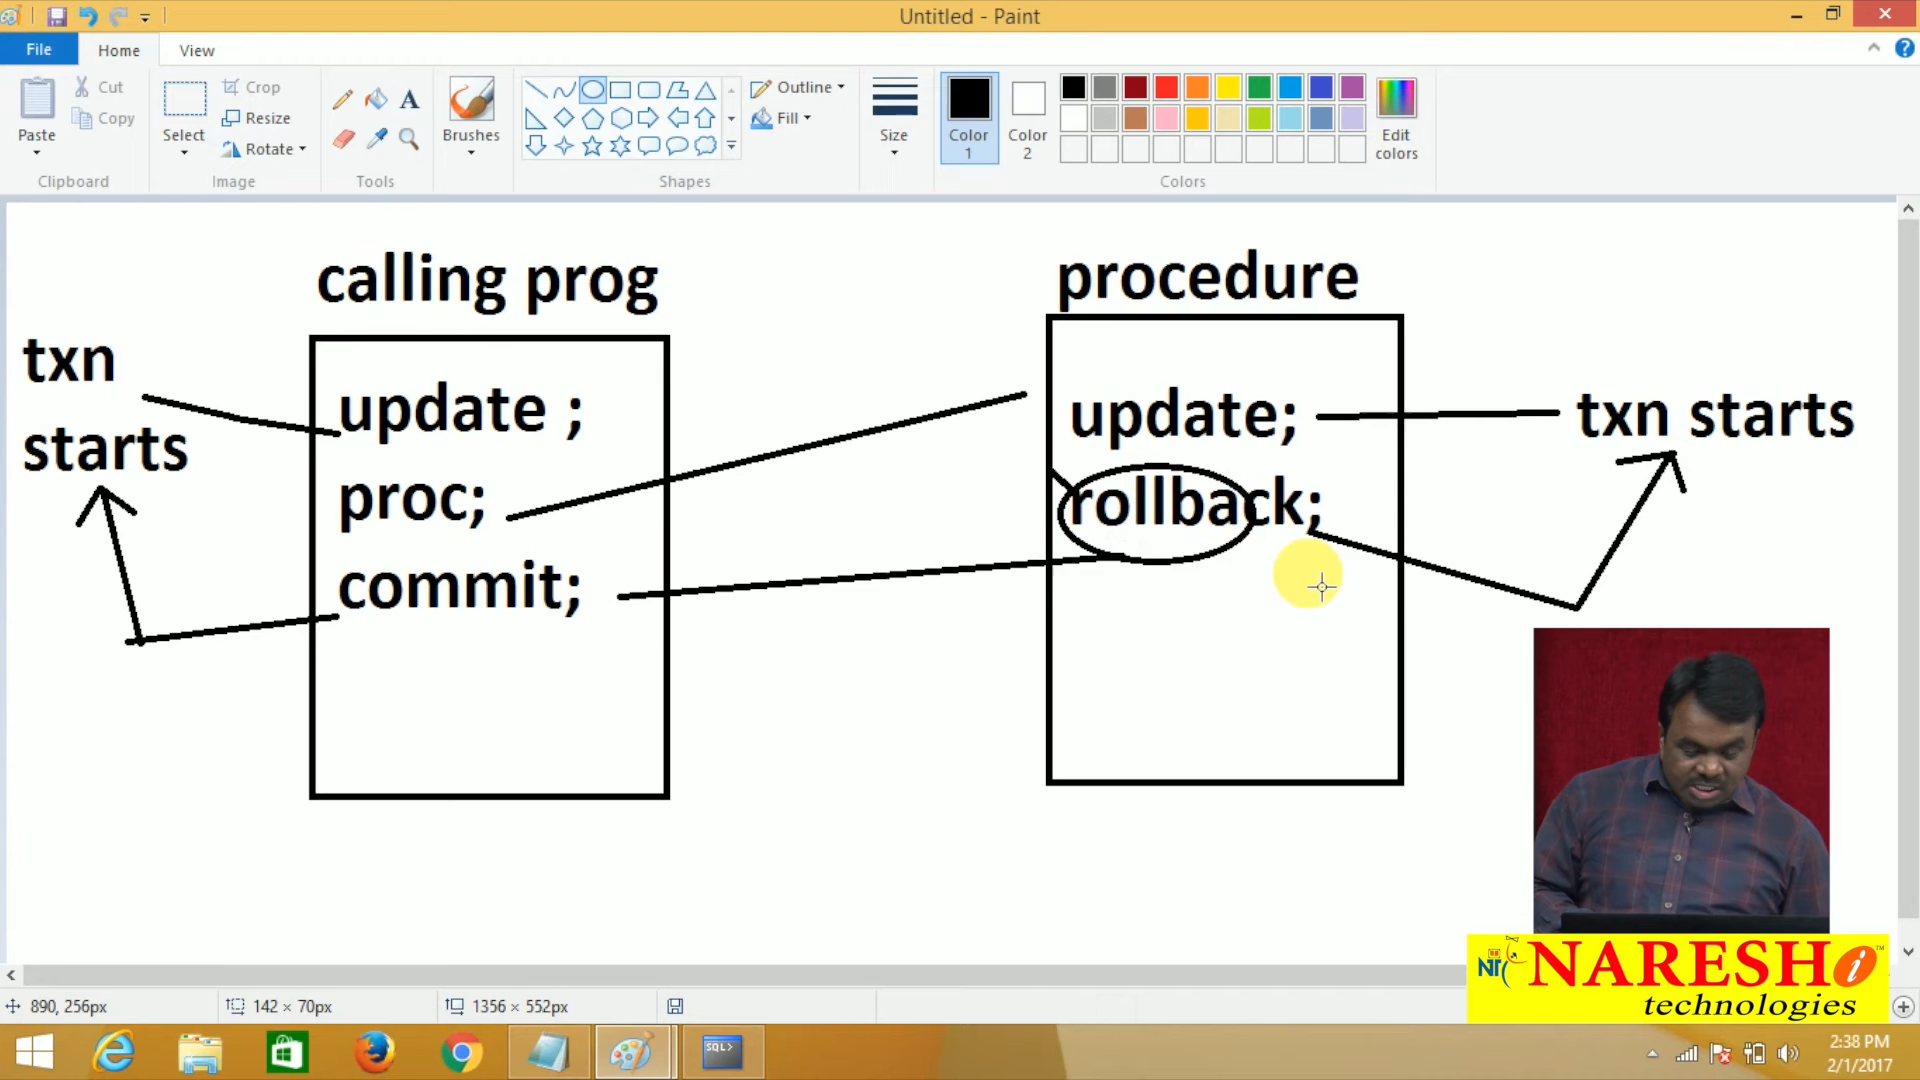 Untitled - Paint
File
Home
View
Paste
Cut
Copy
Clipboard
Select
Crop
Resize
Rotate
Image
A
Tools
Brushes
Outline
Fill
Shapes
Size
Color 1
Color 2
Edit colors
Colors
calling prog
procedure
txn
starts
update ;
proc;
commit;
update;
rollback;
txn starts
NARESH i ™
technologies
890, 256px
142 × 70px
1356 × 552px
SQL>
2:38 PM
2/1/2017